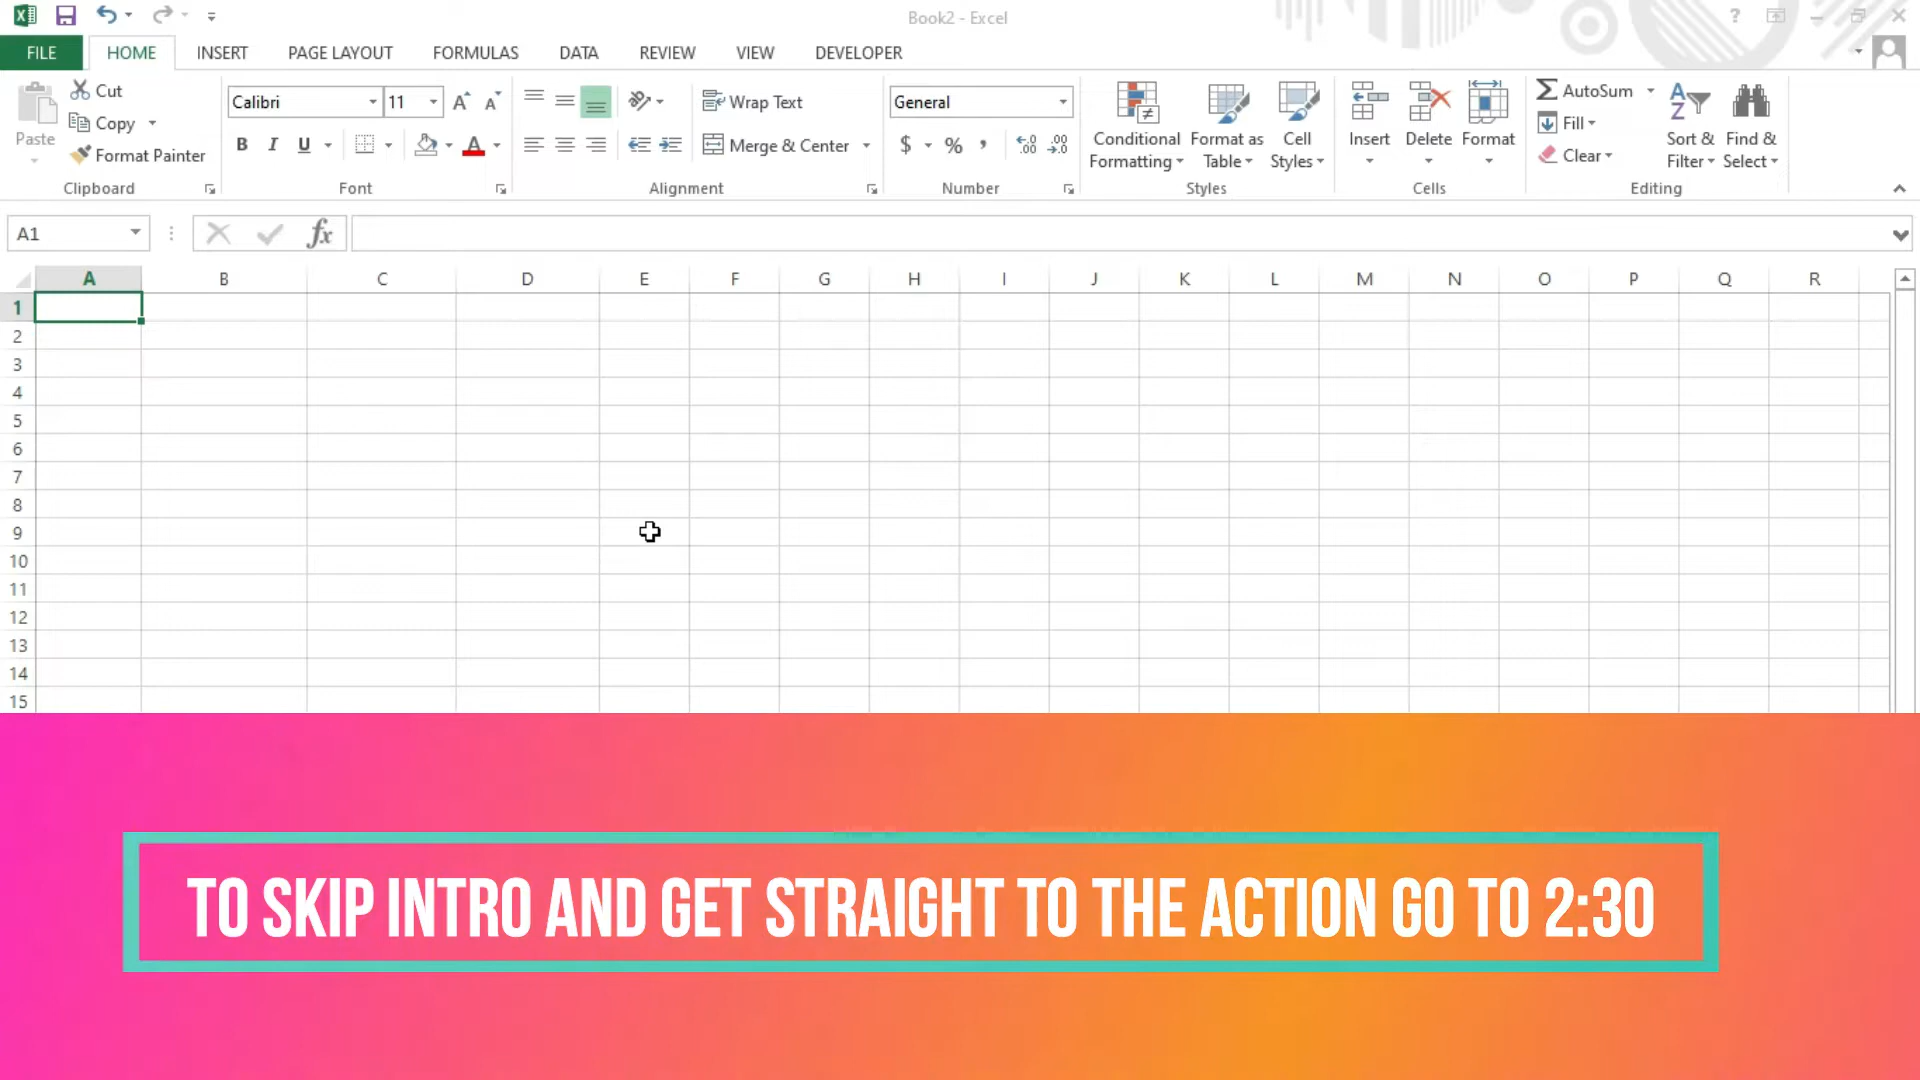 Book2 - Excel
FILE HOME INSERT PAGE LAYOUT FORMULAS DATA REVIEW VIEW DEVELOPER
Paste
Cut
Copy
Format Painter
Clipboard
Calibri 11
B I U
Font
Wrap Text
Merge & Center
Alignment
General
$ % ,
Number
Conditional Formatting
Format as Table
Cell Styles
Styles
Insert
Delete
Format
Cells
AutoSum
Fill
Clear
Sort & Filter
Find & Select
Editing
A1
fx
A B C D E F G H I J K L M N O P Q R
1
2
3
4
5
6
7
8
9
10
11
12
13
14
15
TO SKIP INTRO AND GET STRAIGHT TO THE ACTION GO TO 2:30